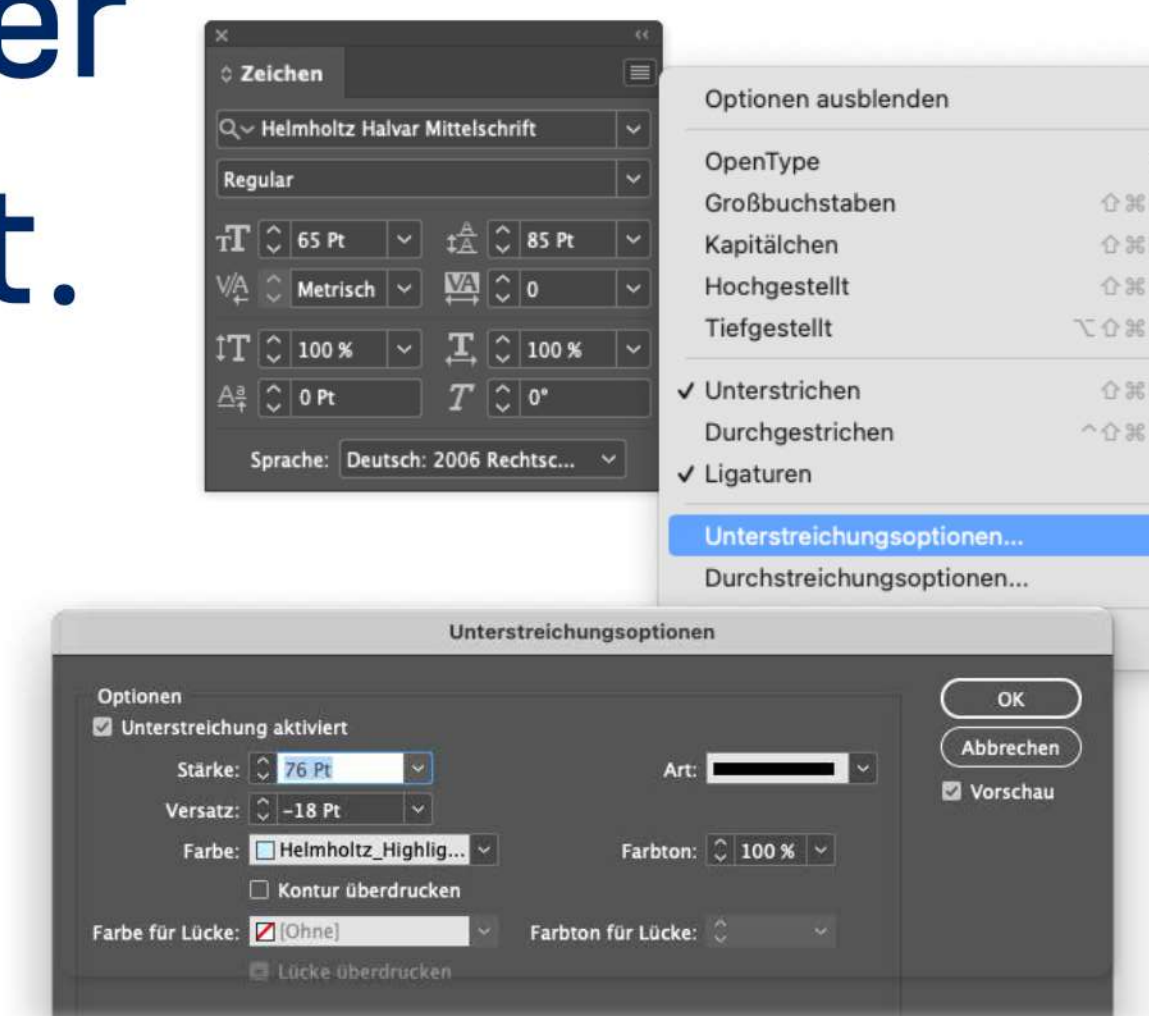 er
t.
Zeichen
Helmholtz Halvar Mittelschrift
Regular
65 Pt 85 Pt
Metrisch 0
100 % 100 %
0 Pt 0°
Sprache: Deutsch: 2006 Rechtsc...
Optionen ausblenden
OpenType
Großbuchstaben ⇧⌘
Kapitälchen ⇧⌘
Hochgestellt ⇧⌘
Tiefgestellt ⌥⇧⌘
✓ Unterstrichen ⇧⌘
Durchgestrichen ^⇧⌘
✓ Ligaturen
Unterstreichungsoptionen...
Durchstreichungsoptionen...
Unterstreichungsoptionen
Optionen
Unterstreichung aktiviert
Stärke: 76 Pt Art:
Versatz: -18 Pt
Farbe: Helmholtz_Highlig... Farbton: 100 %
Kontur überdrucken
Farbe für Lücke: [Ohne] Farbton für Lücke:
Lücke überdrucken
OK
Abbrechen
Vorschau